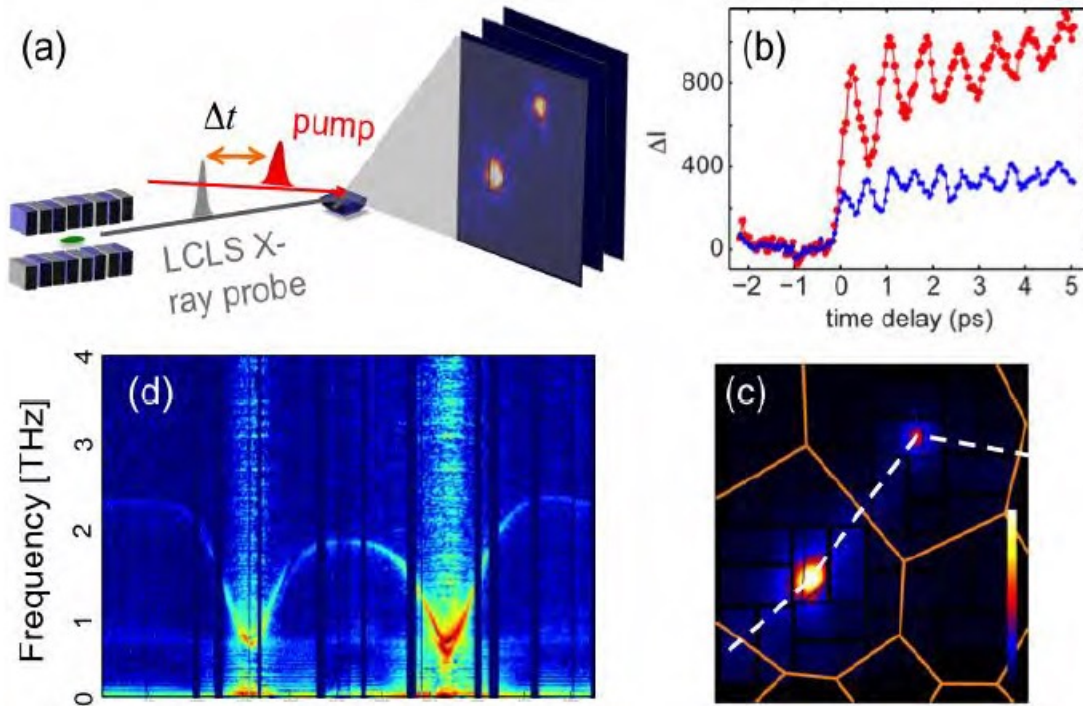 (a)
Δt
pump
LCLS X-
ray probe
(b)
ΔI
800
400
0
−2 −1 0 1 2 3 4 5
time delay (ps)
(d)
Frequency [THz]
4
3
2
1
0
(c)